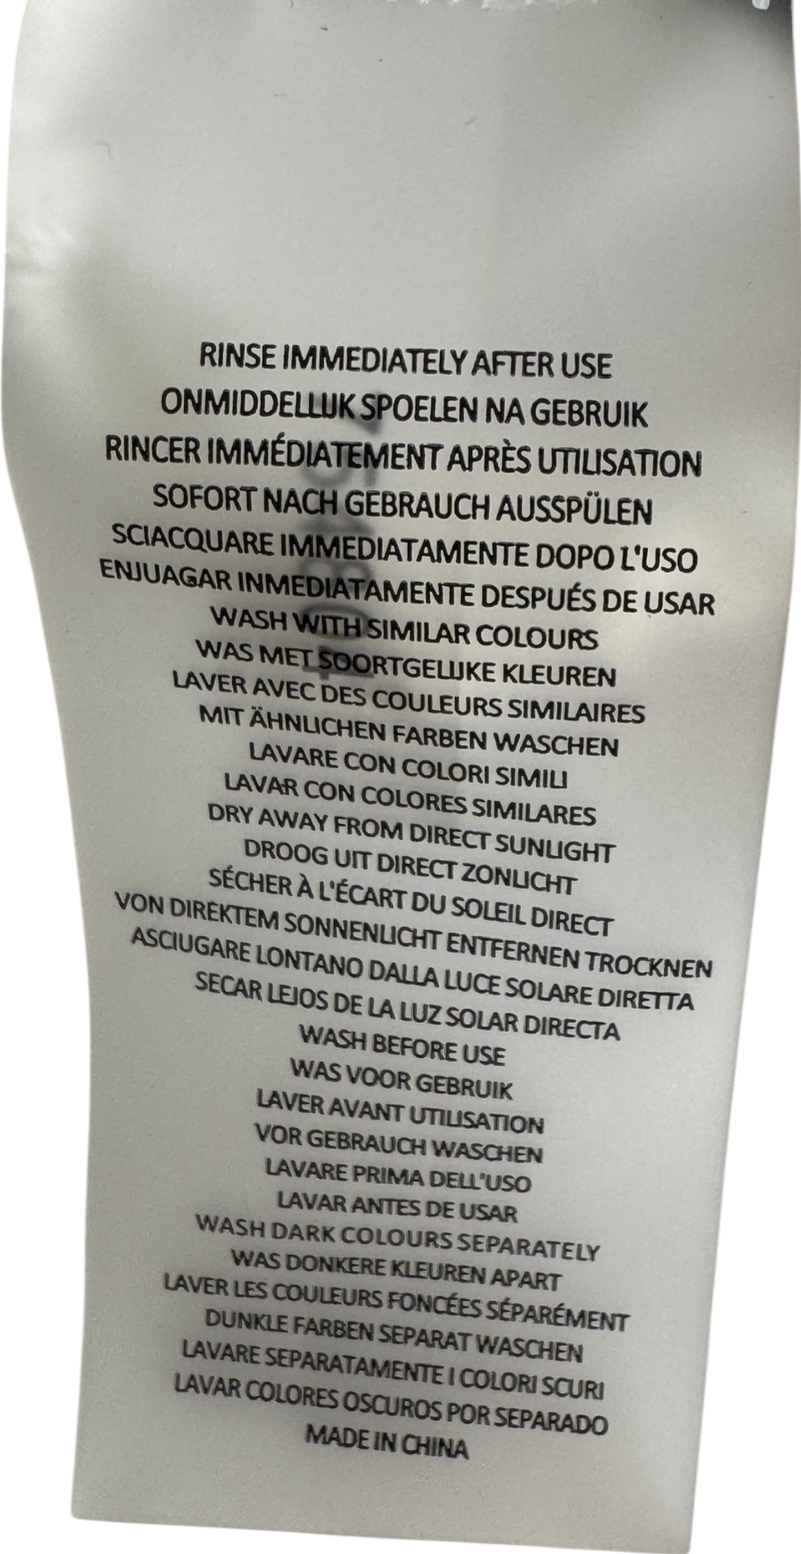 RINSE IMMEDIATELY AFTER USE
ONMIDDELLIJK SPOELEN NA GEBRUIK
RINCER IMMÉDIATEMENT APRÈS UTILISATION
SOFORT NACH GEBRAUCH AUSSPÜLEN
SCIACQUARE IMMEDIATAMENTE DOPO L'USO
ENJUAGAR INMEDIATAMENTE DESPUÉS DE USAR
WASH WITH SIMILAR COLOURS
WAS MET SOORTGELIJKE KLEUREN
LAVER AVEC DES COULEURS SIMILAIRES
MIT ÄHNLICHEN FARBEN WASCHEN
LAVARE CON COLORI SIMILI
LAVAR CON COLORES SIMILARES
DRY AWAY FROM DIRECT SUNLIGHT
DROOG UIT DIRECT ZONLICHT
SÉCHER À L'ÉCART DU SOLEIL DIRECT
VON DIREKTEM SONNENLICHT ENTFERNEN TROCKNEN
ASCIUGARE LONTANO DALLA LUCE SOLARE DIRETTA
SECAR LEJOS DE LA LUZ SOLAR DIRECTA
WASH BEFORE USE
WAS VOOR GEBRUIK
LAVER AVANT UTILISATION
VOR GEBRAUCH WASCHEN
LAVARE PRIMA DELL'USO
LAVAR ANTES DE USAR
WASH DARK COLOURS SEPARATELY
WAS DONKERE KLEUREN APART
LAVER LES COULEURS FONCÉES SÉPARÉMENT
DUNKLE FARBEN SEPARAT WASCHEN
LAVARE SEPARATAMENTE I COLORI SCURI
LAVAR COLORES OSCUROS POR SEPARADO
MADE IN CHINA